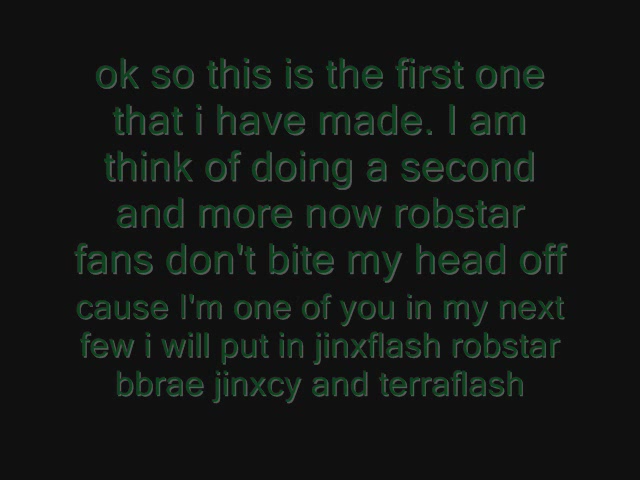 ok so this is the first one
that i have made. I am
think of doing a second
and more now robstar
fans don't bite my head off
cause I'm one of you in my next
few i will put in jinxflash robstar
bbrae jinxcy and terraflash